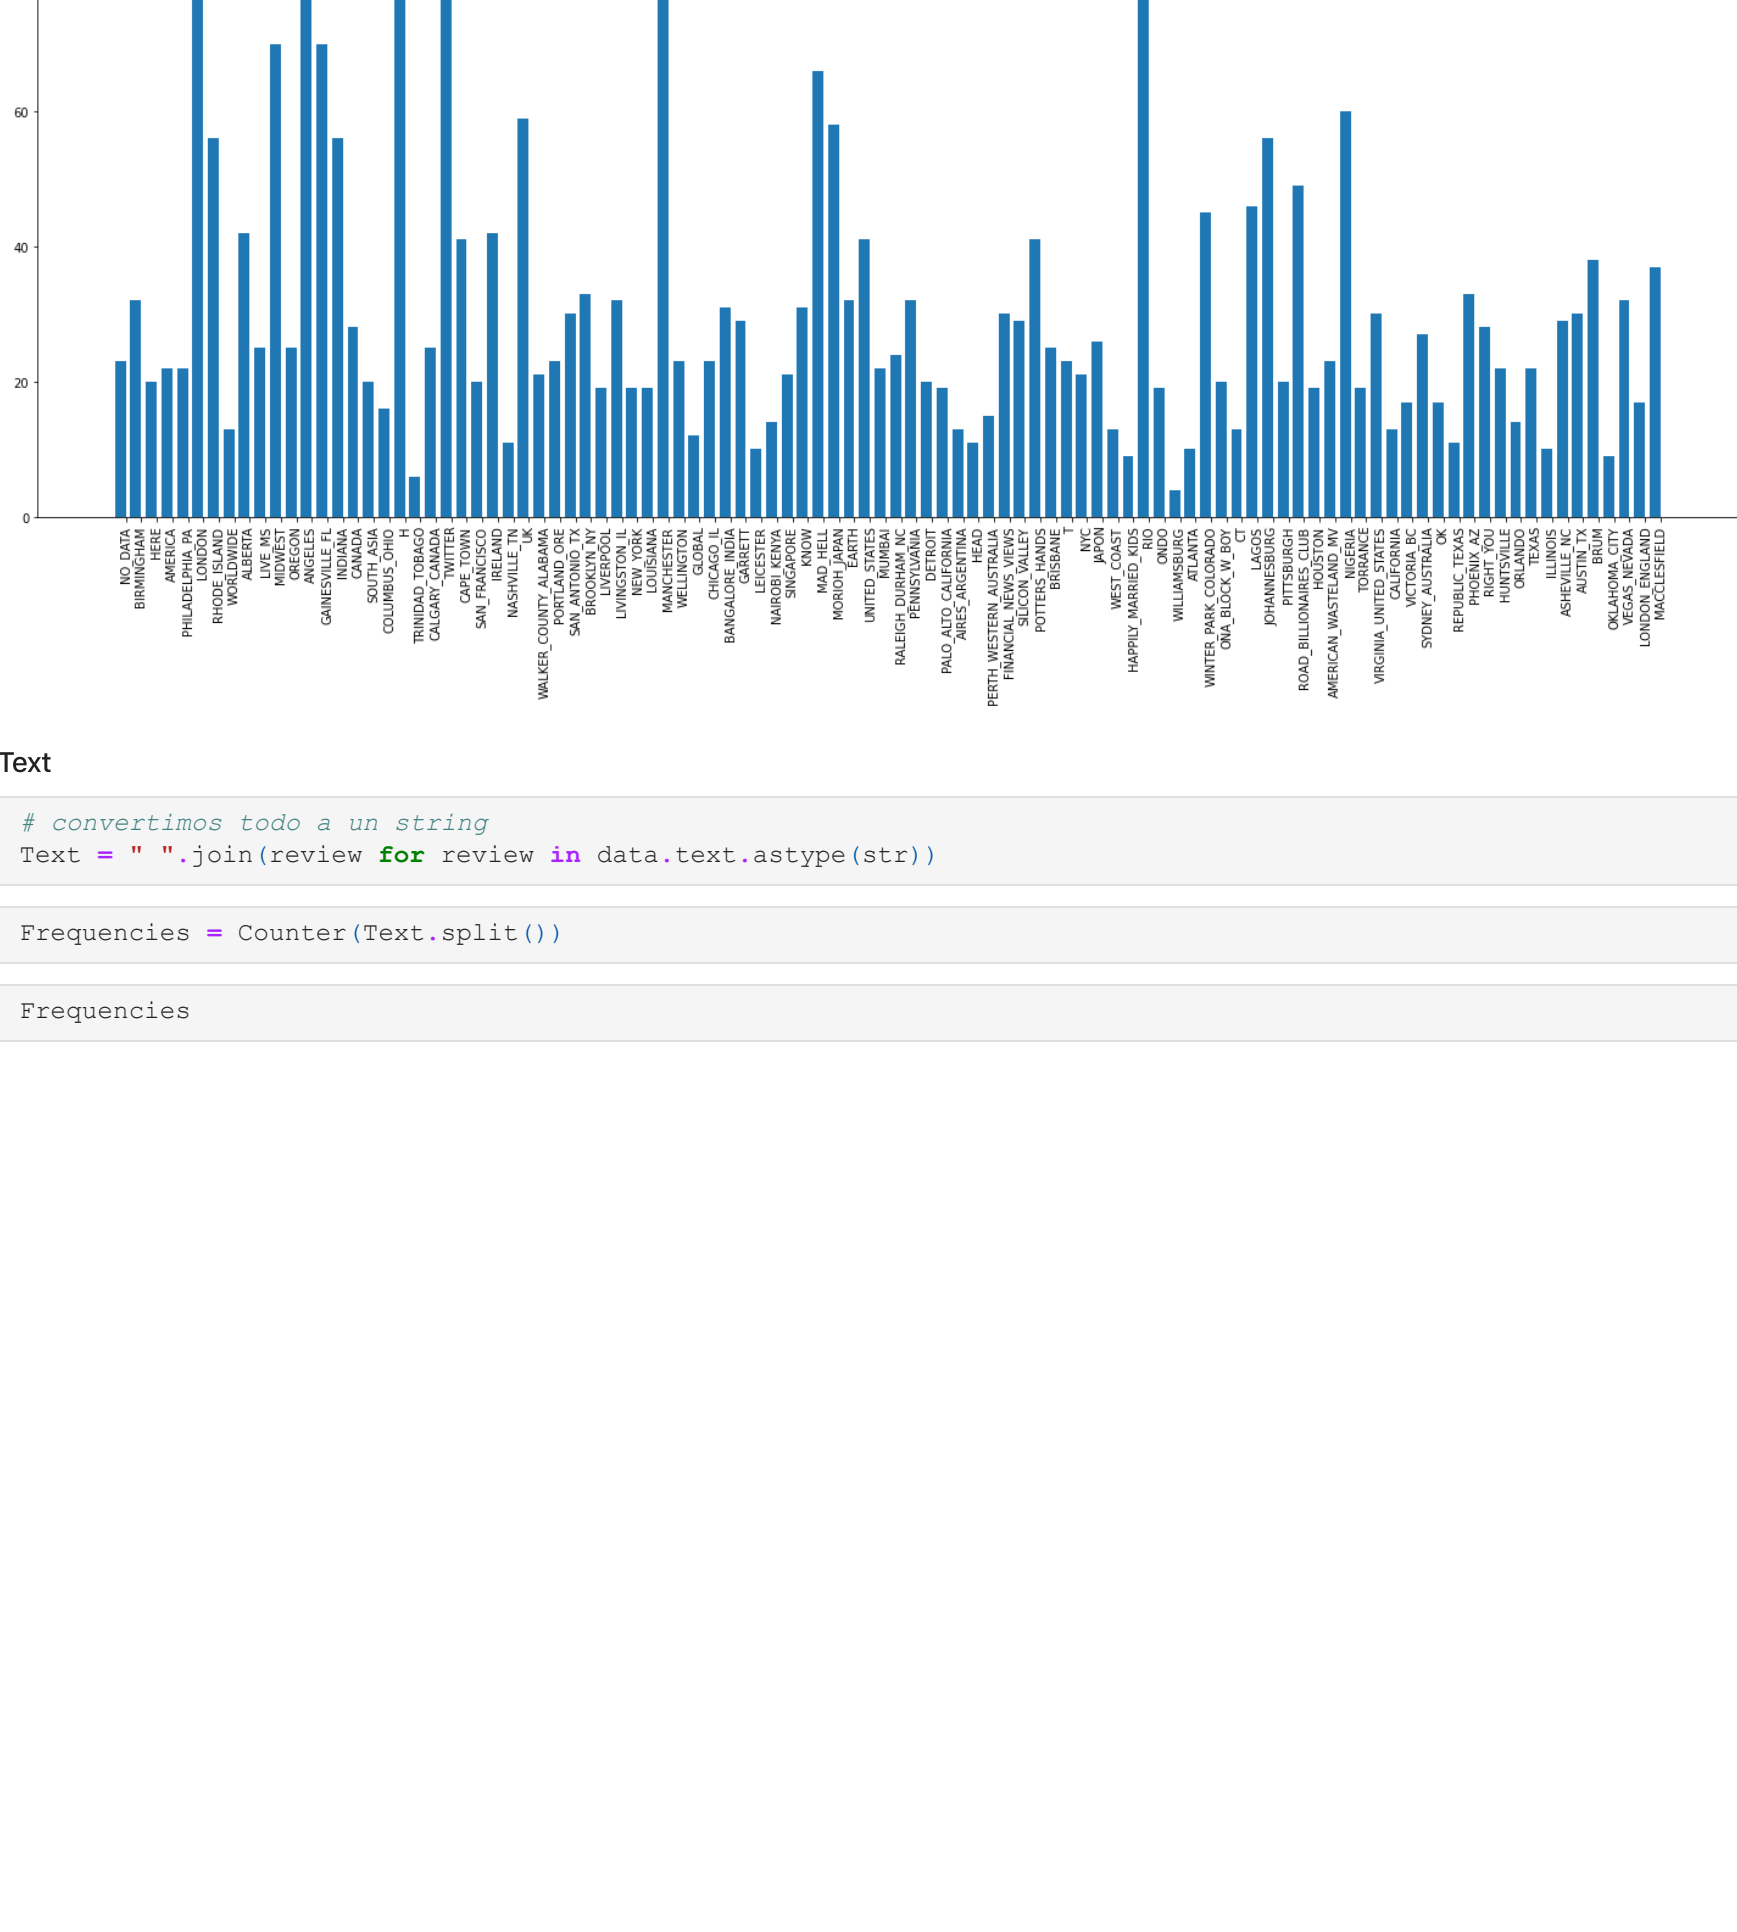 60
40
20
0
NO_DATA
BIRMINGHAM
HERE
AMERICA
PHILADELPHIA_PA
LONDON
RHODE_ISLAND
WORLDWIDE
ALBERTA
LIVE_MS
MIDWEST
OREGON
ANGELES
GAINESVILLE_FL
INDIANA
CANADA
SOUTH_ASIA
COLUMBUS_OHIO
H
TRINIDAD_TOBAGO
CALGARY_CANADA
TWITTER
CAPE_TOWN
SAN_FRANCISCO
IRELAND
NASHVILLE_TN
UK
WALKER_COUNTY_ALABAMA
PORTLAND_ORE
SAN_ANTONIO_TX
BROOKLYN_NY
LIVERPOOL
LIVINGSTON_IL
NEW_YORK
LOUISIANA
MANCHESTER
WELLINGTON
GLOBAL
CHICAGO_IL
BANGALORE_INDIA
GARRETT
LEICESTER
NAIROBI_KENYA
SINGAPORE
KNOW
MAD_HELL
MORIOH_JAPAN
EARTH
UNITED_STATES
MUMBAI
RALEIGH_DURHAM_NC
PENNSYLVANIA
DETROIT
PALO_ALTO_CALIFORNIA
AIRES_ARGENTINA
HEAD
PERTH_WESTERN_AUSTRALIA
FINANCIAL_NEWS_VIEWS
SILICON_VALLEY
POTTERS_HANDS
BRISBANE
T
NYC
JAPON
WEST_COAST
HAPPILY_MARRIED_KIDS
RIO
ONDO
WILLIAMSBURG
ATLANTA
WINTER_PARK_COLORADO
ONA_BLOCK_W_BOY
CT
LAGOS
JOHANNESBURG
PITTSBURGH
ROAD_BILLIONAIRES_CLUB
HOUSTON
AMERICAN_WASTELAND_MV
NIGERIA
TORRANCE
VIRGINIA_UNITED_STATES
CALIFORNIA
VICTORIA_BC
SYDNEY_AUSTRALIA
OK
REPUBLIC_TEXAS
PHOENIX_AZ
RIGHT_YOU
HUNTSVILLE
ORLANDO
TEXAS
ILLINOIS
ASHEVILLE_NC
AUSTIN_TX
BRUM
OKLAHOMA_CITY
VEGAS_NEVADA
LONDON_ENGLAND
MACCLESFIELD
Text
# convertimos todo a un string
Text = " ".join(review for review in data.text.astype(str))
Frequencies = Counter(Text.split())
Frequencies